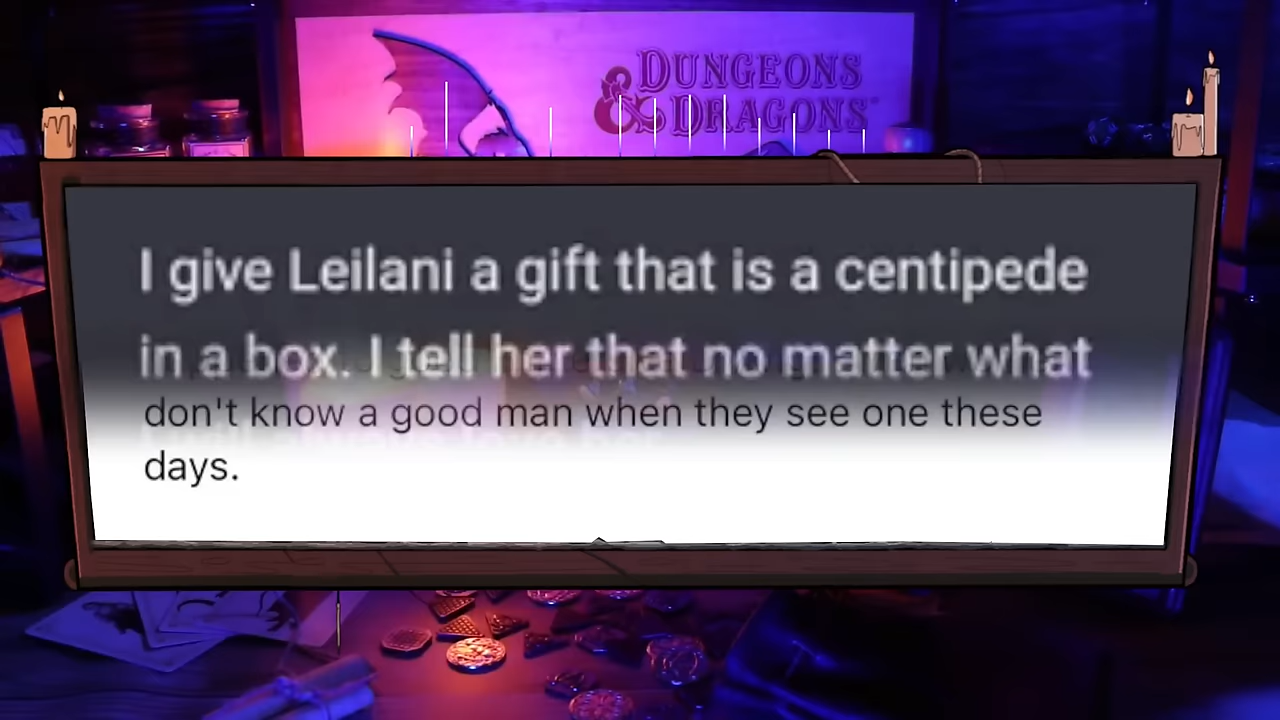 DUNGEONS
& DRAGONS
I give Leilani a gift that is a centipede
in a box. I tell her that no matter what
don't know a good man when they see one these
days.